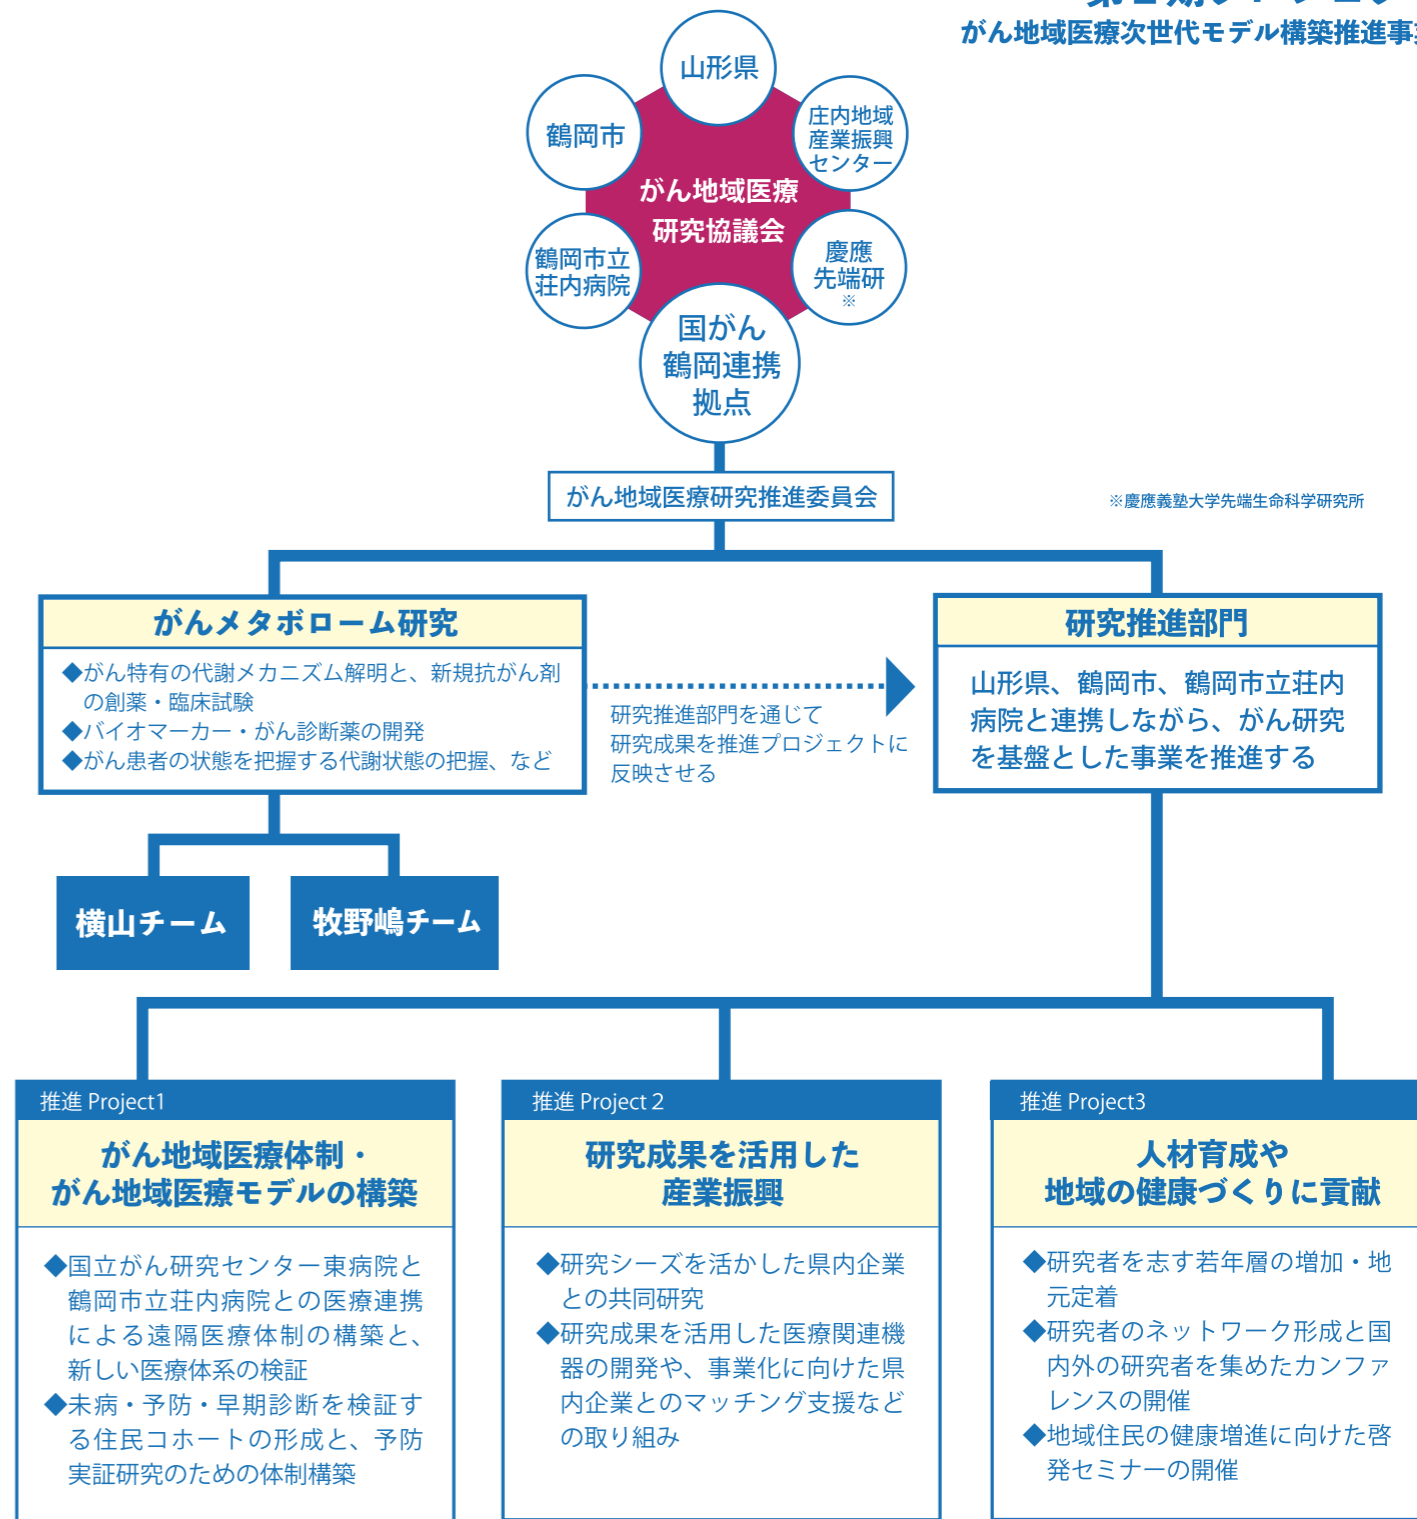 がん地域医療次世代モデル構築推進事業
山形県
鶴岡市
庄内地域
産業振興
センター
がん地域医療
研究協議会
鶴岡市立
荘内病院
慶應
先端研
※
国がん
鶴岡連携
拠点
がん地域医療研究推進委員会
※慶應義塾大学先端生命科学研究所
がんメタボローム研究
◆がん特有の代謝メカニズム解明と、新規抗がん剤
の創薬・臨床試験
◆バイオマーカー・がん診断薬の開発
◆がん患者の状態を把握する代謝状態の把握、など
研究推進部門を通じて
研究成果を推進プロジェクトに
反映させる
研究推進部門
山形県、鶴岡市、鶴岡市立荘内
病院と連携しながら、がん研究
を基盤とした事業を推進する
横山チーム
牧野嶋チーム
推進 Project1
がん地域医療体制・
がん地域医療モデルの構築
◆国立がん研究センター東病院と
鶴岡市立荘内病院との医療連携
による遠隔医療体制の構築と、
新しい医療体系の検証
◆未病・予防・早期診断を検証す
る住民コホートの形成と、予防
実証研究のための体制構築
推進 Project 2
研究成果を活用した
産業振興
◆研究シーズを活かした県内企業
との共同研究
◆研究成果を活用した医療関連機
器の開発や、事業化に向けた県
内企業とのマッチング支援など
の取り組み
推進 Project3
人材育成や
地域の健康づくりに貢献
◆研究者を志す若年層の増加・地
元定着
◆研究者のネットワーク形成と国
内外の研究者を集めたカンファ
レンスの開催
◆地域住民の健康増進に向けた啓
発セミナーの開催